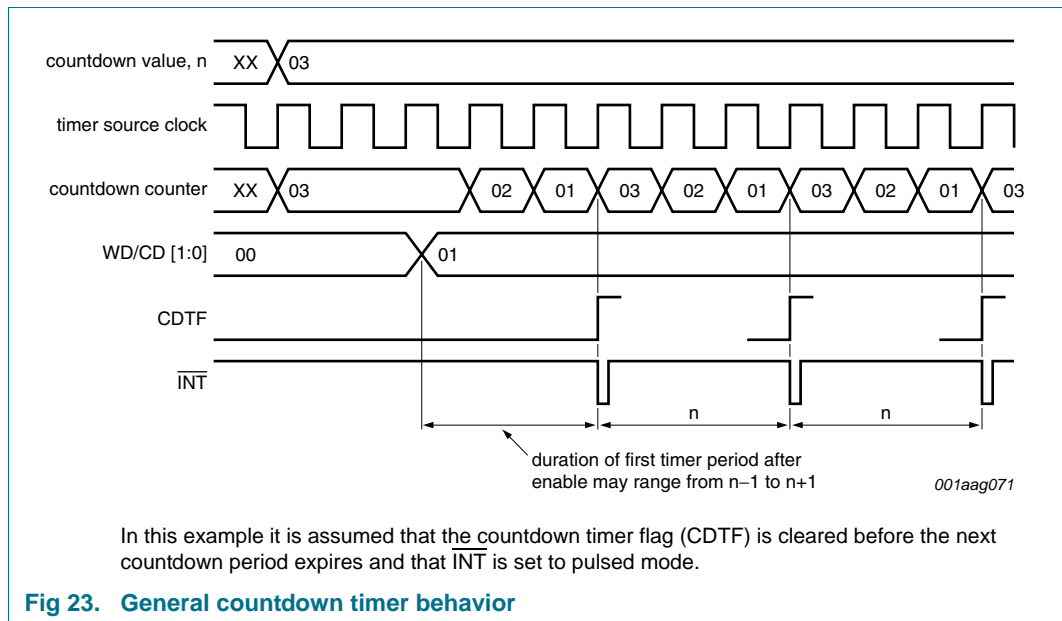 countdown value, n XX 03
timer source clock
countdown counter XX 03 02 01 03 02 01 03 02 01 03
WD/CD [1:0] 00 01
CDTF
INT
n n
duration of first timer period after
enable may range from n−1 to n+1
001aag071
In this example it is assumed that the countdown timer flag (CDTF) is cleared before the next
countdown period expires and that INT is set to pulsed mode.
Fig 23. General countdown timer behavior